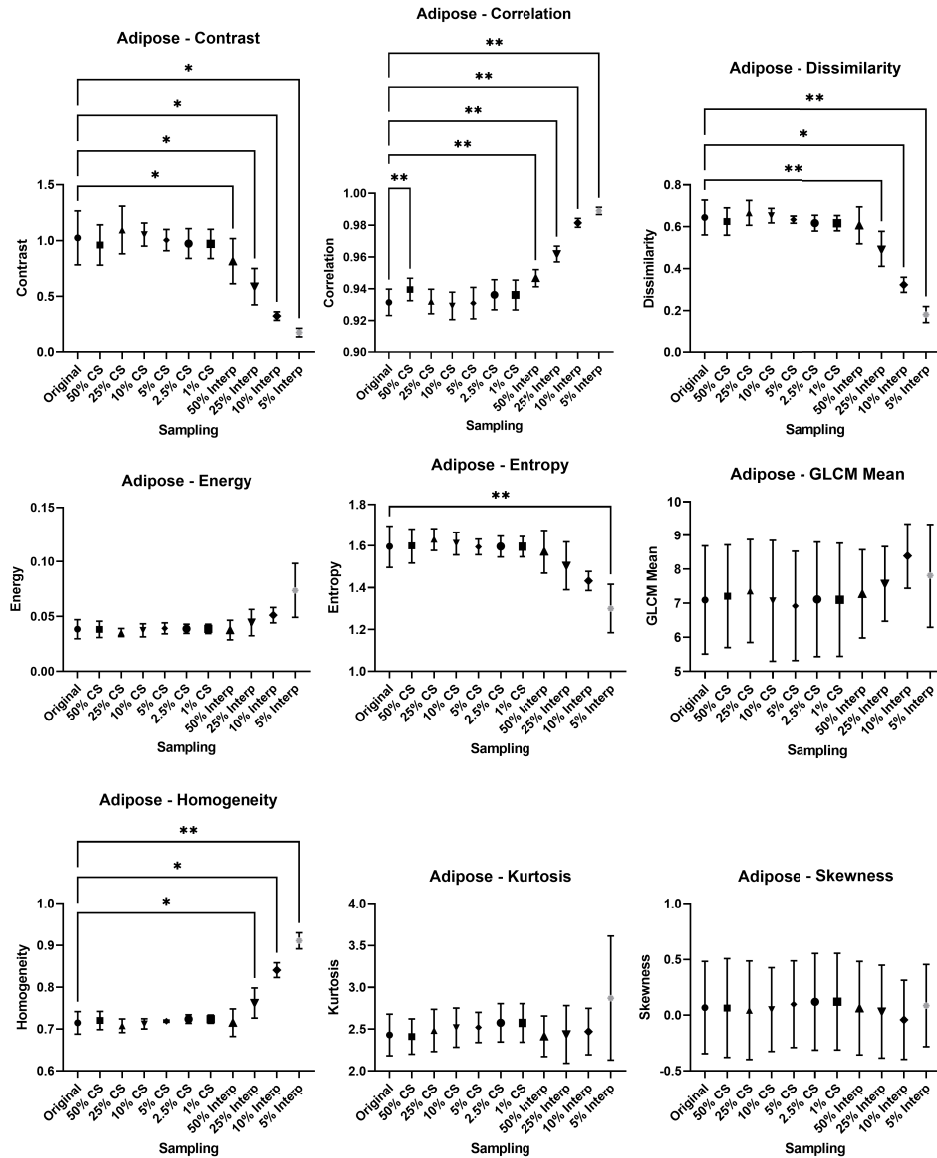 Adipose - Contrast
*
*
*
*
Contrast
1.5
1.0
0.5
0.0
Original
50% CS
25% CS
10% CS
5% CS
2.5% CS
1% CS
50% Interp
25% Interp
10% Interp
5% Interp
Sampling
Adipose - Correlation
**
**
**
**
**
Correlation
1.00
0.98
0.96
0.94
0.92
0.90
Original
50% CS
25% CS
10% CS
5% CS
2.5% CS
1% CS
50% Interp
25% Interp
10% Interp
5% Interp
Sampling
Adipose - Dissimilarity
**
*
**
Dissimilarity
0.8
0.6
0.4
0.2
0.0
Original
50% CS
25% CS
10% CS
5% CS
2.5% CS
1% CS
50% Interp
25% Interp
10% Interp
5% Interp
Sampling
Adipose - Energy
Energy
0.15
0.10
0.05
0.00
Original
50% CS
25% CS
10% CS
5% CS
2.5% CS
1% CS
50% Interp
25% Interp
10% Interp
5% Interp
Sampling
Adipose - Entropy
**
Entropy
1.8
1.6
1.4
1.2
1.0
Original
50% CS
25% CS
10% CS
5% CS
2.5% CS
1% CS
50% Interp
25% Interp
10% Interp
5% Interp
Sampling
Adipose - GLCM Mean
GLCM Mean
10
9
8
7
6
5
Original
50% CS
25% CS
10% CS
5% CS
2.5% CS
1% CS
50% Interp
25% Interp
10% Interp
5% Interp
Sampling
Adipose - Homogeneity
**
*
*
Homogeneity
1.0
0.9
0.8
0.7
0.6
Original
50% CS
25% CS
10% CS
5% CS
2.5% CS
1% CS
50% Interp
25% Interp
10% Interp
5% Interp
Sampling
Adipose - Kurtosis
Kurtosis
4.0
3.5
3.0
2.5
2.0
Original
50% CS
25% CS
10% CS
5% CS
2.5% CS
1% CS
50% Interp
25% Interp
10% Interp
5% Interp
Sampling
Adipose - Skewness
Skewness
1.0
0.5
0.0
-0.5
Original
50% CS
25% CS
10% CS
5% CS
2.5% CS
1% CS
50% Interp
25% Interp
10% Interp
5% Interp
Sampling